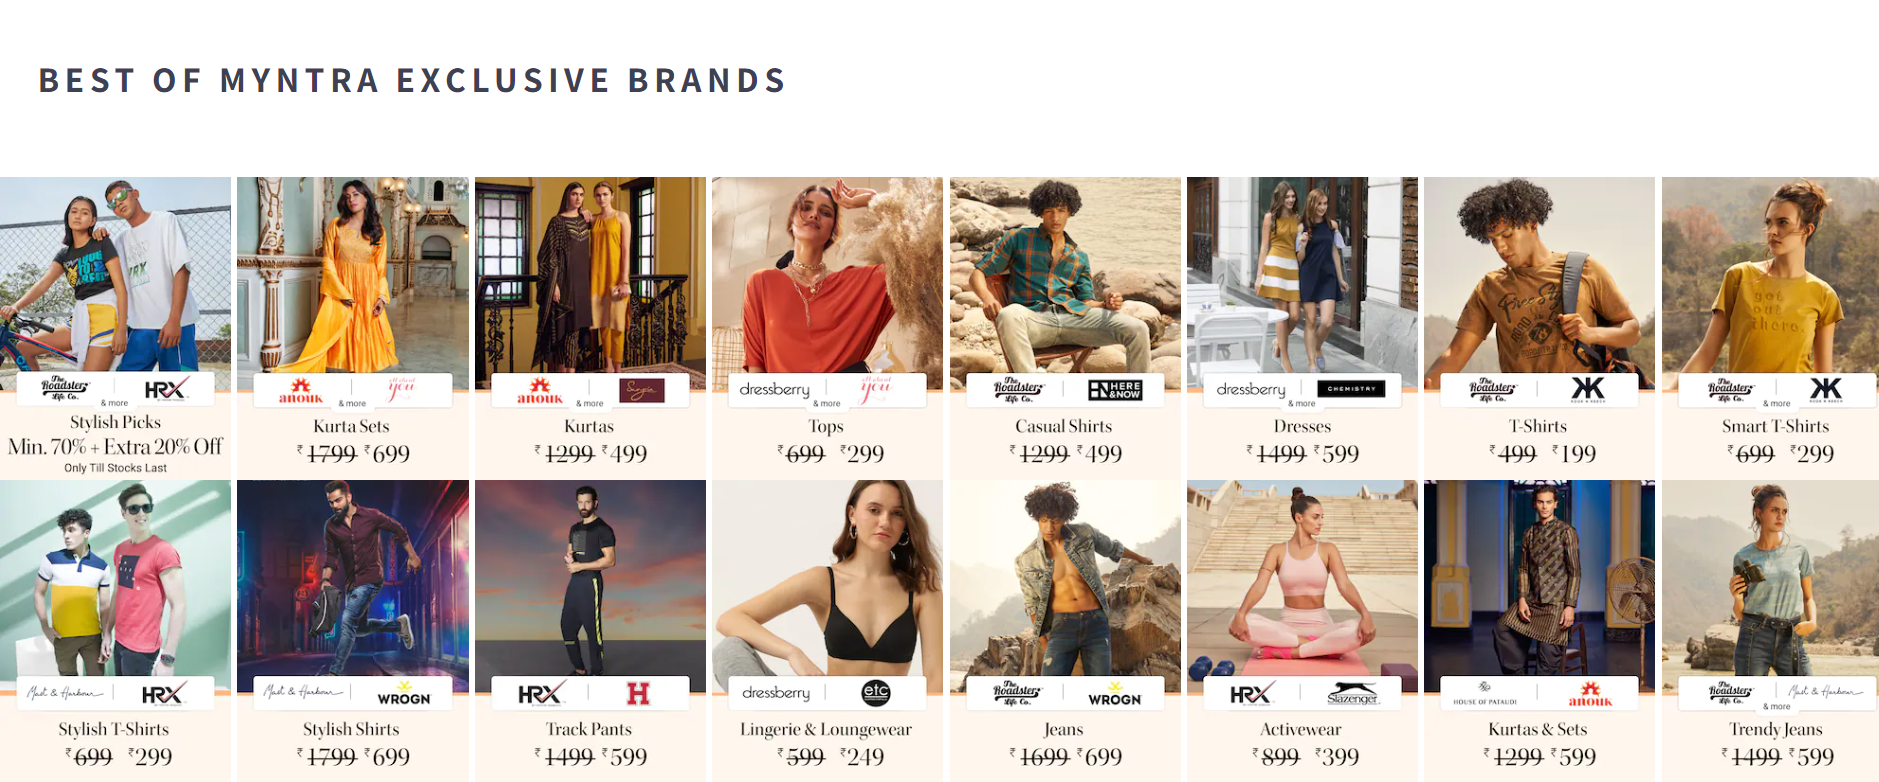 BEST OF MYNTRA EXCLUSIVE BRANDS
The Roadster Life Co. HRX
& more
Stylish Picks
Min. 70% + Extra 20% Off
Only Till Stocks Last
anouk all about you
& more
Kurta Sets
₹1799 ₹699
anouk Sangria
& more
Kurtas
₹1299 ₹499
dressberry all about you
& more
Tops
₹699 ₹299
The Roadster Life Co. HERE &NOW
Casual Shirts
₹1299 ₹499
dressberry CHEMISTRY
& more
Dresses
₹1499 ₹599
The Roadster Life Co.
T-Shirts
₹499 ₹199
got out there.
The Roadster Life Co.
& more
Smart T-Shirts
₹699 ₹299
Mast & Harbour HRX
Stylish T-Shirts
₹699 ₹299
Mast & Harbour WROGN
Stylish Shirts
₹1799 ₹699
HRX H
Track Pants
₹1499 ₹599
dressberry etc
Lingerie & Loungewear
₹599 ₹249
The Roadster Life Co. WROGN
Jeans
₹1699 ₹699
HRX Slazenger
Activewear
₹899 ₹399
HOUSE OF PATAUDI anouk
Kurtas & Sets
₹1299 ₹599
The Roadster Life Co. Mast & Harbour
& more
Trendy Jeans
₹1499 ₹599